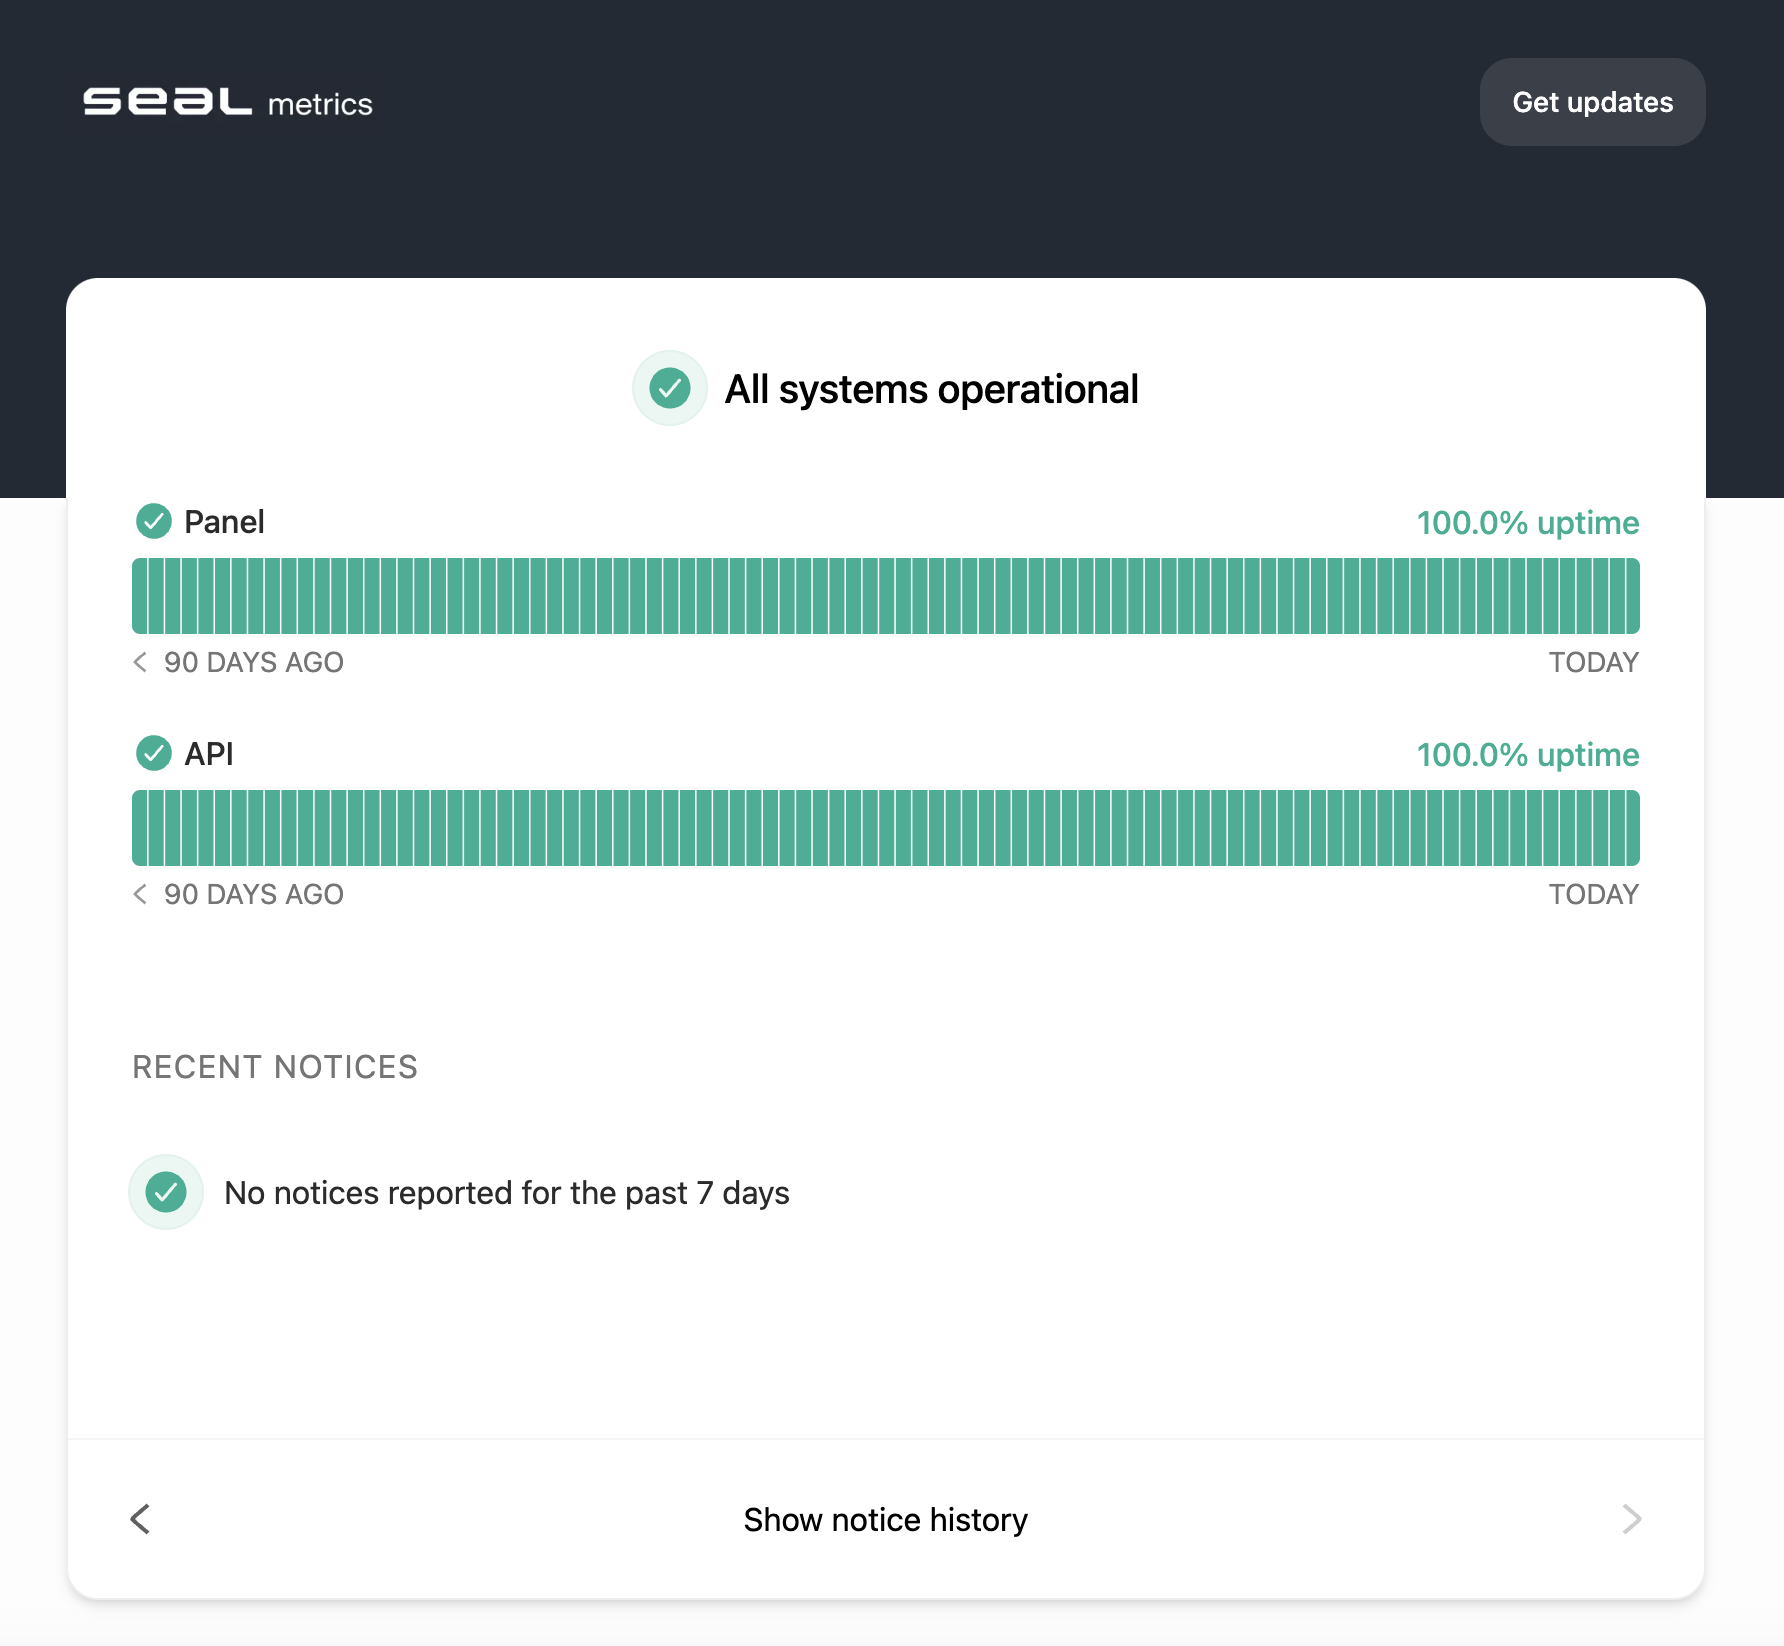 seal metrics
Get updates
All systems operational
Panel
100.0% uptime
90 DAYS AGO
TODAY
API
100.0% uptime
90 DAYS AGO
TODAY
RECENT NOTICES
No notices reported for the past 7 days
Show notice history